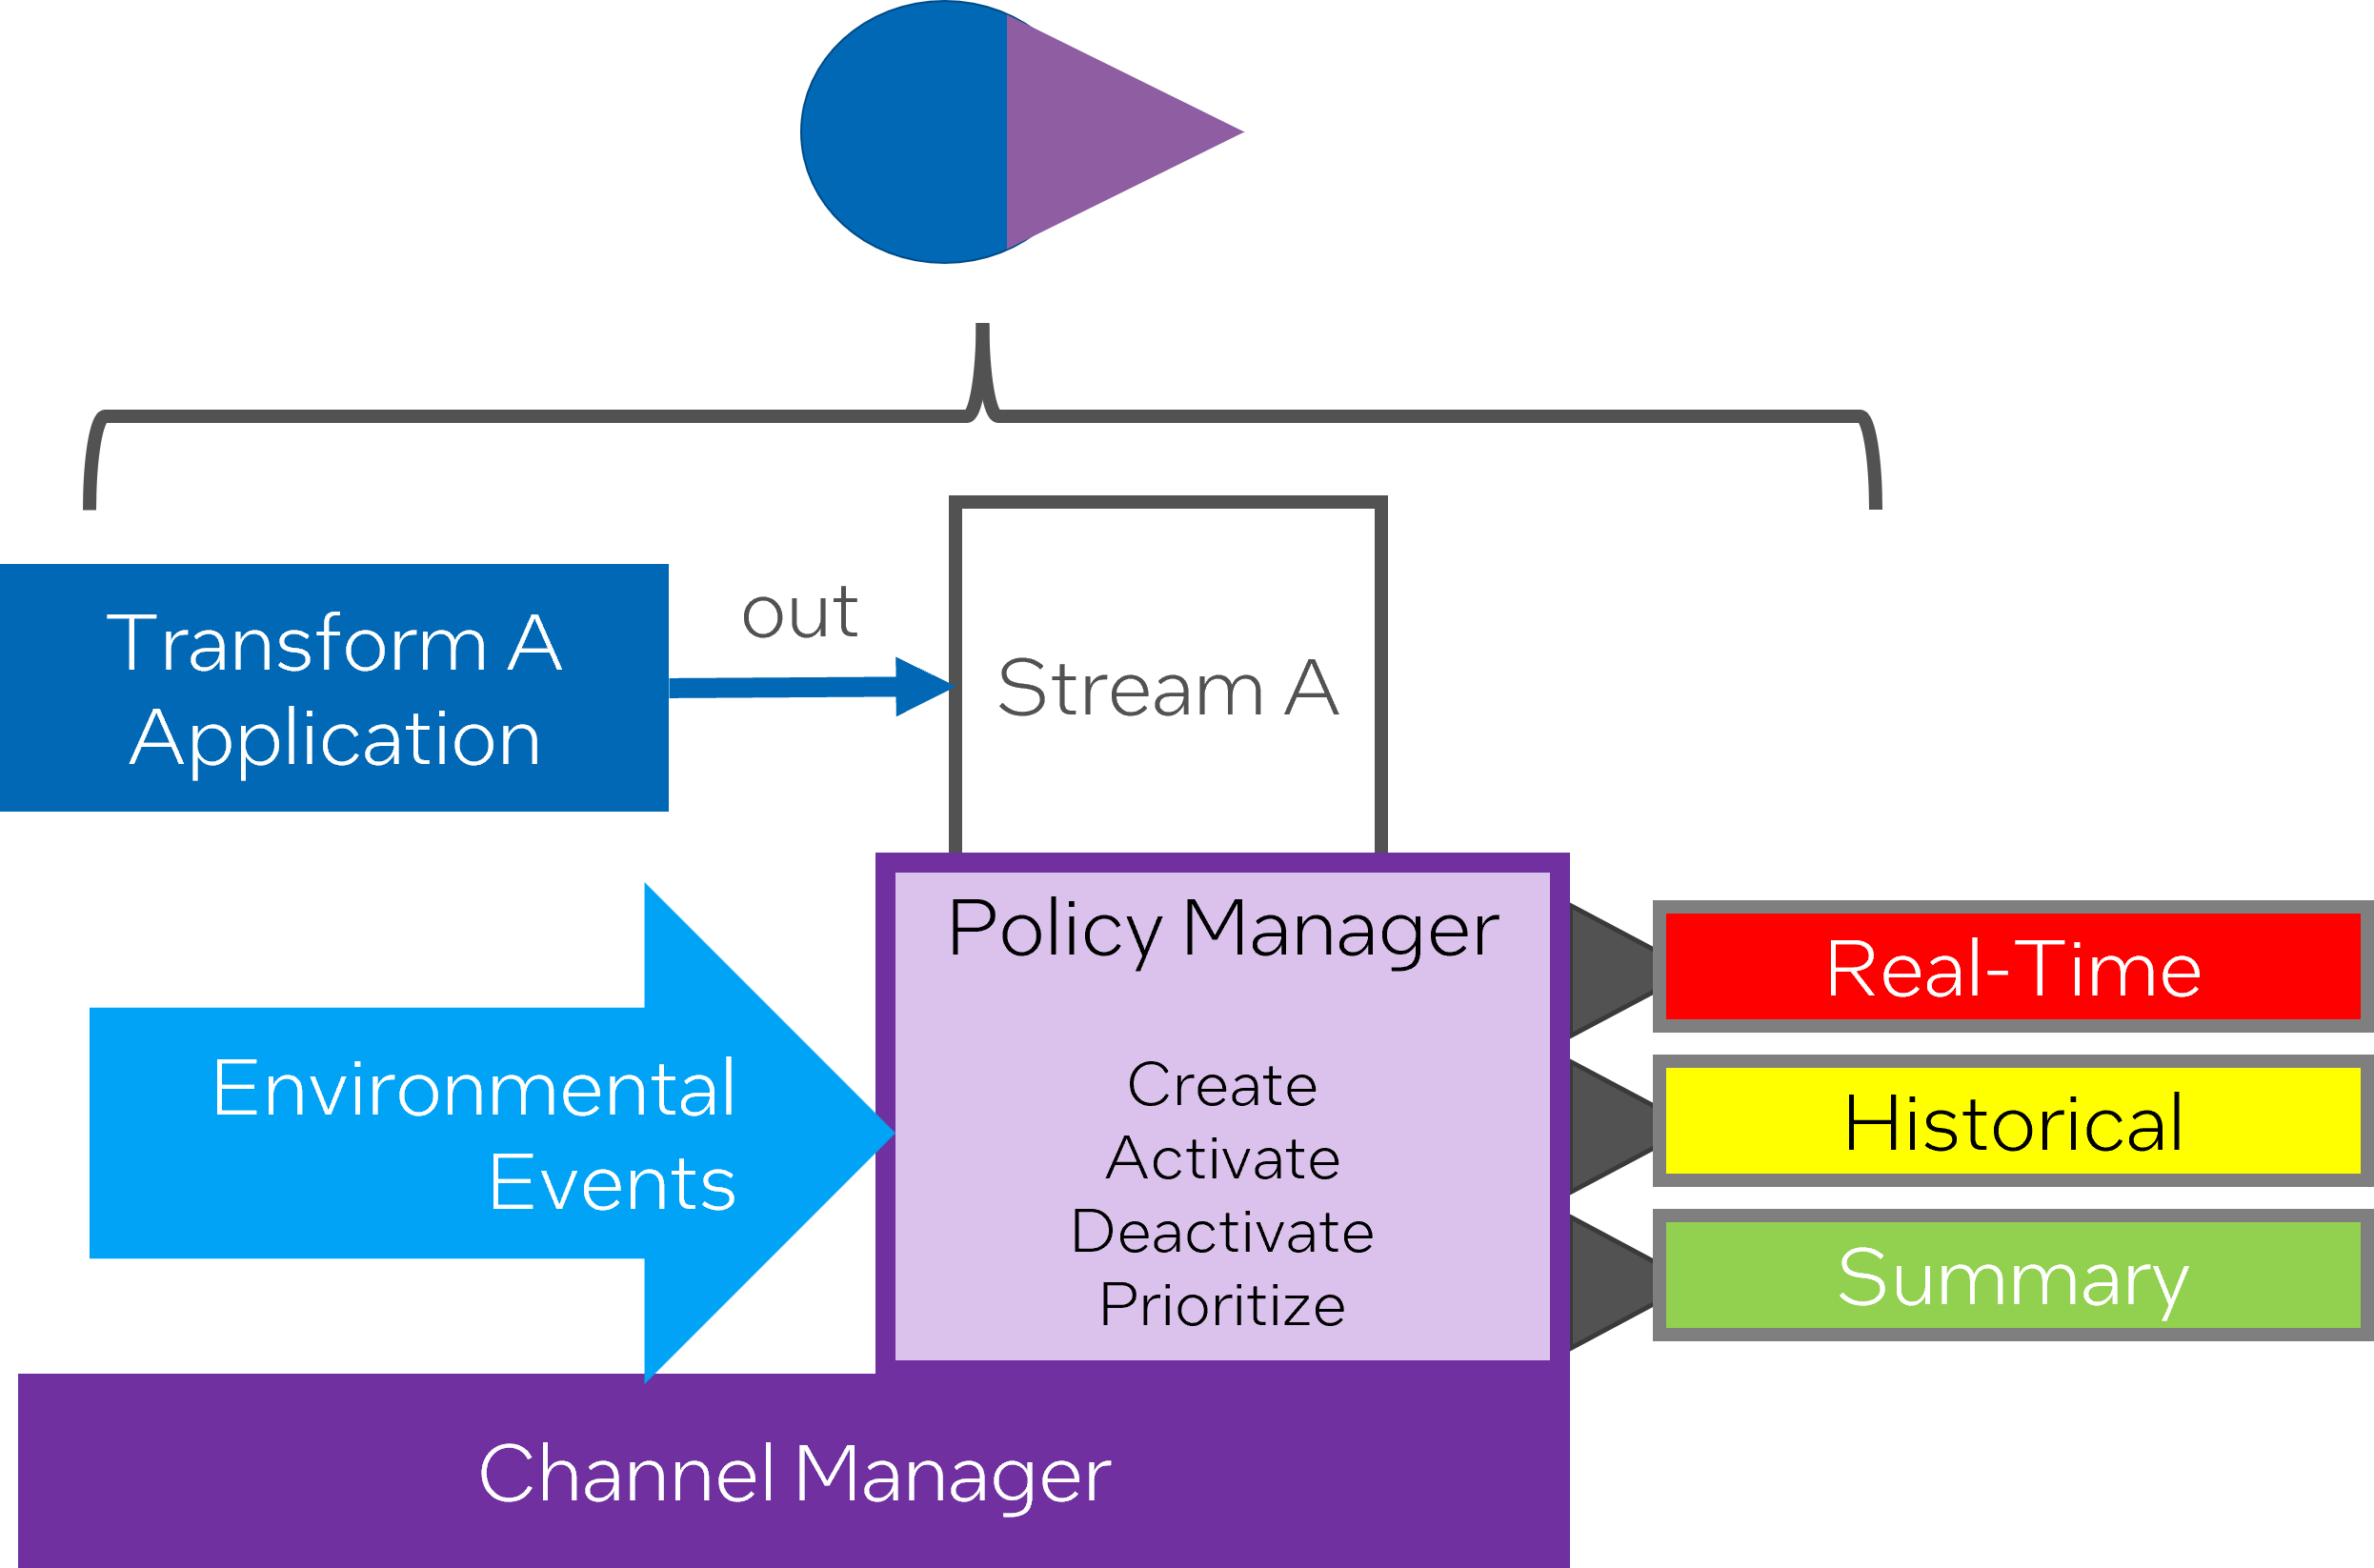 Transform A
Application
out
Stream A
Environmental
Events
Policy Manager
Create
Activate
Deactivate
Prioritize
Real-Time
Historical
Summary
Channel Manager